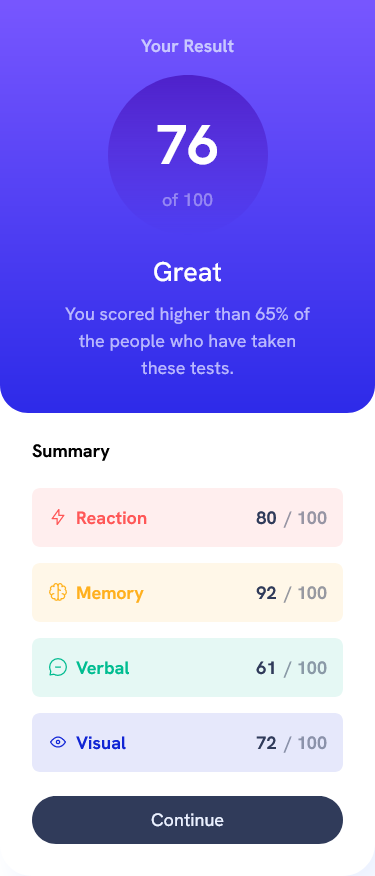 Your Result
76
of 100
Great
You scored higher than 65% of
the people who have taken
these tests.
Summary
Reaction 80 / 100
Memory 92 / 100
Verbal 61 / 100
Visual 72 / 100
Continue